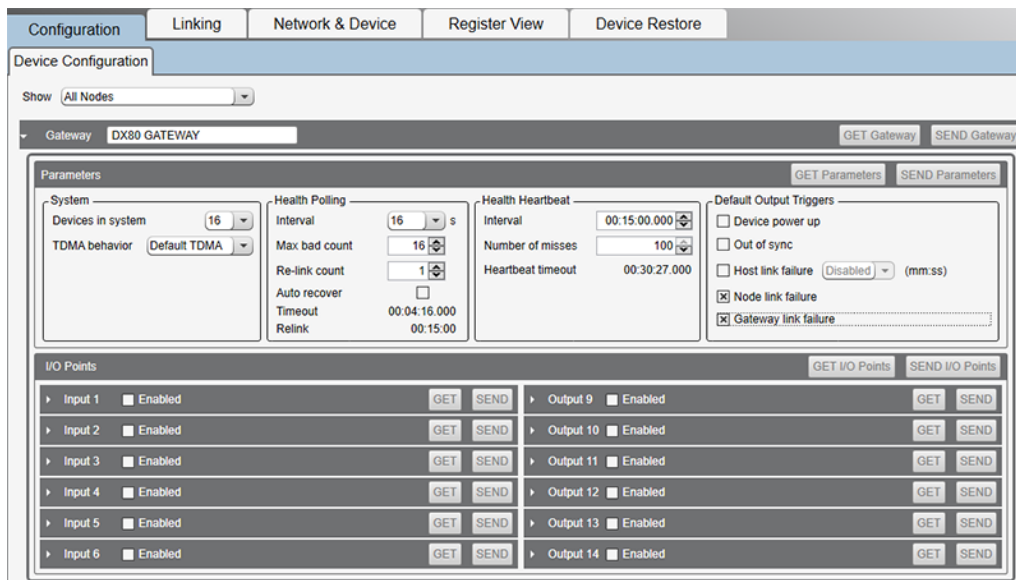 Configuration Linking Network & Device Register View Device Restore
Device Configuration
Show All Nodes
Gateway DX80 GATEWAY GET Gateway SEND Gateway
Parameters GET Parameters SEND Parameters
System
Devices in system 16
TDMA behavior Default TDMA
Health Polling
Interval 16 s
Max bad count 16
Re-link count 1
Auto recover
Timeout 00:04:16.000
Relink 00:15:00
Health Heartbeat
Interval 00:15:00.000
Number of misses 100
Heartbeat timeout 00:30:27.000
Default Output Triggers
Device power up
Out of sync
Host link failure Disabled (mm:ss)
Node link failure
Gateway link failure
I/O Points GET I/O Points SEND I/O Points
Input 1 Enabled GET SEND Output 9 Enabled GET SEND
Input 2 Enabled GET SEND Output 10 Enabled GET SEND
Input 3 Enabled GET SEND Output 11 Enabled GET SEND
Input 4 Enabled GET SEND Output 12 Enabled GET SEND
Input 5 Enabled GET SEND Output 13 Enabled GET SEND
Input 6 Enabled GET SEND Output 14 Enabled GET SEND